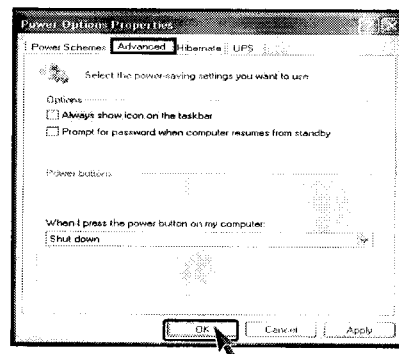 Power Options Properties
Power Schemes Advanced Hibernate UPS
Select the power-saving settings you want to use
Options
Always show icon on the taskbar
Prompt for password when computer resumes from standby
Power buttons
When I press the power button on my computer:
Shut down
OK Cancel Apply